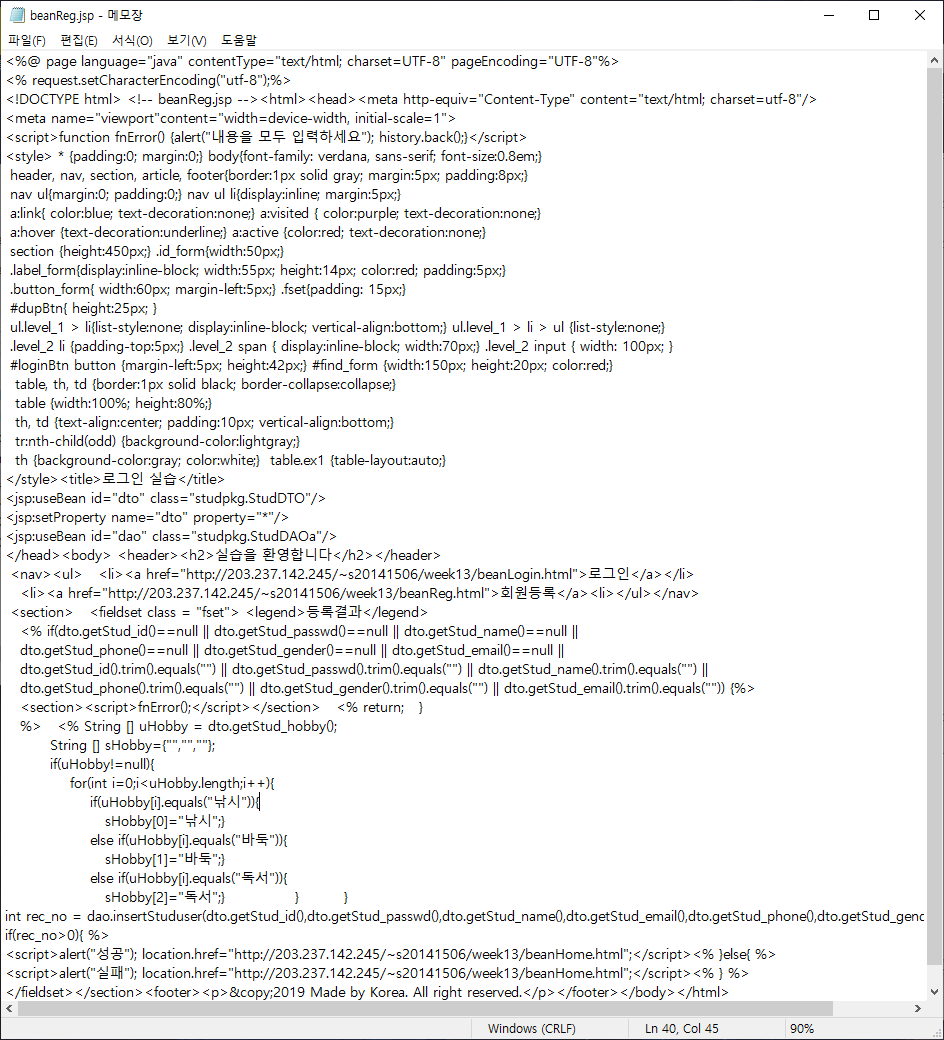 beanReg.jsp - 메모장
파일(F) 편집(E) 서식(O) 보기(V) 도움말
<%@ page language="java" contentType="text/html; charset=UTF-8" pageEncoding="UTF-8"%>
<% request.setCharacterEncoding("utf-8");%>
<!DOCTYPE html> <!-- beanReg.jsp --><html><head><meta http-equiv="Content-Type" content="text/html; charset=utf-8"/>
<meta name="viewport"content="width=device-width, initial-scale=1">
<script>function fnError() {alert("내용을 모두 입력하세요"); history.back();}</script>
<style> * {padding:0; margin:0;} body{font-family: verdana, sans-serif; font-size:0.8em;}
header, nav, section, article, footer{border:1px solid gray; margin:5px; padding:8px;}
nav ul{margin:0; padding:0;} nav ul li{display:inline; margin:5px;}
a:link{ color:blue; text-decoration:none;} a:visited { color:purple; text-decoration:none;}
a:hover {text-decoration:underline;} a:active {color:red; text-decoration:none;}
section {height:450px;} .id_form{width:50px;}
.label_form{display:inline-block; width:55px; height:14px; color:red; padding:5px;}
.button_form{ width:60px; margin-left:5px;} .fset{padding: 15px;}
#dupBtn{ height:25px; }
ul.level_1 > li{list-style:none; display:inline-block; vertical-align:bottom;} ul.level_1 > li > ul {list-style:none;}
.level_2 li {padding-top:5px;} .level_2 span { display:inline-block; width:70px;} .level_2 input { width: 100px; }
#loginBtn button {margin-left:5px; height:42px;} #find_form {width:150px; height:20px; color:red;}
table, th, td {border:1px solid black; border-collapse:collapse;}
table {width:100%; height:80%;}
th, td {text-align:center; padding:10px; vertical-align:bottom;}
tr:nth-child(odd) {background-color:lightgray;}
th {background-color:gray; color:white;} table.ex1 {table-layout:auto;}
</style><title>로그인 실습</title>
<jsp:useBean id="dto" class="studpkg.StudDTO"/>
<jsp:setProperty name="dto" property="*"/>
<jsp:useBean id="dao" class="studpkg.StudDAOa"/>
</head><body> <header><h2>실습을 환영합니다</h2></header>
<nav><ul> <li><a href="http://203.237.142.245/~s20141506/week13/beanLogin.html">로그인</a></li>
<li><a href="http://203.237.142.245/~s20141506/week13/beanReg.html">회원등록</a><li></ul></nav>
<section> <fieldset class = "fset"> <legend>등록결과</legend>
<% if(dto.getStud_id()==null || dto.getStud_passwd()==null || dto.getStud_name()==null ||
dto.getStud_phone()==null || dto.getStud_gender()==null || dto.getStud_email()==null ||
dto.getStud_id().trim().equals("") || dto.getStud_passwd().trim().equals("") || dto.getStud_name().trim().equals("") ||
dto.getStud_phone().trim().equals("") || dto.getStud_gender().trim().equals("") || dto.getStud_email().trim().equals("")) {%>
<section><script>fnError();</script></section> <% return; }
%> <% String [] uHobby = dto.getStud_hobby();
String [] sHobby={"","",""};
if(uHobby!=null){
for(int i=0;i<uHobby.length;i++){
if(uHobby[i].equals("낚시")){
sHobby[0]="낚시";}
else if(uHobby[i].equals("바둑")){
sHobby[1]="바둑";}
else if(uHobby[i].equals("독서")){
sHobby[2]="독서";} } }
int rec_no = dao.insertStuduser(dto.getStud_id(),dto.getStud_passwd(),dto.getStud_name(),dto.getStud_email(),dto.getStud_phone(),dto.getStud_gend
if(rec_no>0){ %>
<script>alert("성공"); location.href="http://203.237.142.245/~s20141506/week13/beanHome.html";</script><% }else{ %>
<script>alert("실패"); location.href="http://203.237.142.245/~s20141506/week13/beanHome.html";</script><% } %>
</fieldset></section><footer><p>&copy;2019 Made by Korea. All right reserved.</p></footer></body></html>
Windows (CRLF) Ln 40, Col 45 90%